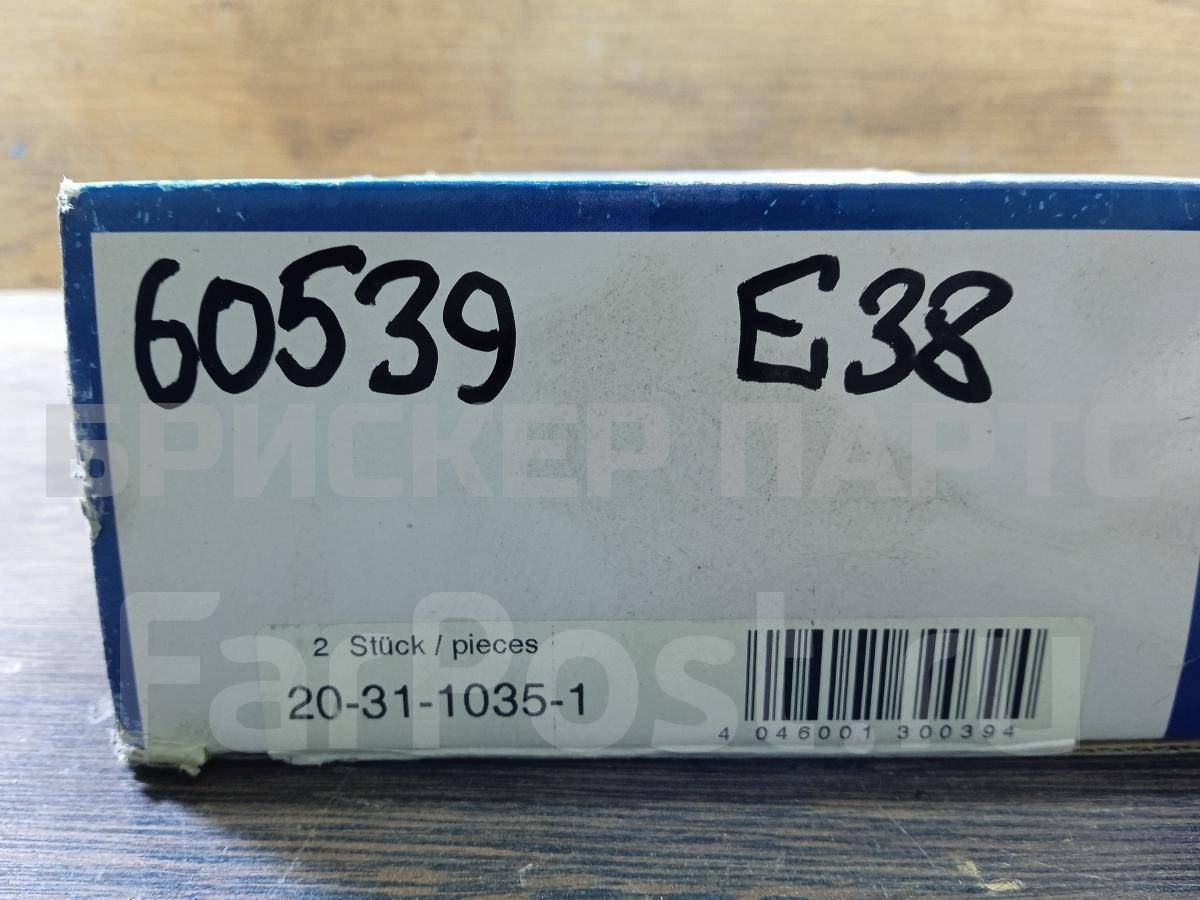 60539 E38
БРИСКЕР ПАРТС
FarPost.ru
2 Stück / pieces
20-31-1035-1
4 046001 300394